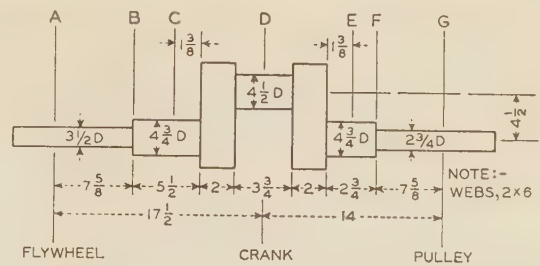 A B C D E F G
1 3/8 1 3/8
4 1/2 D
4 1/2
3 1/2 D 4 3/4 D 4 3/4 D 2 3/4 D
7 5/8 5 1/2 2 3 3/4 2 2 3/4 7 5/8
NOTE:-
WEBS, 2×6
17 1/2 14
FLYWHEEL CRANK PULLEY